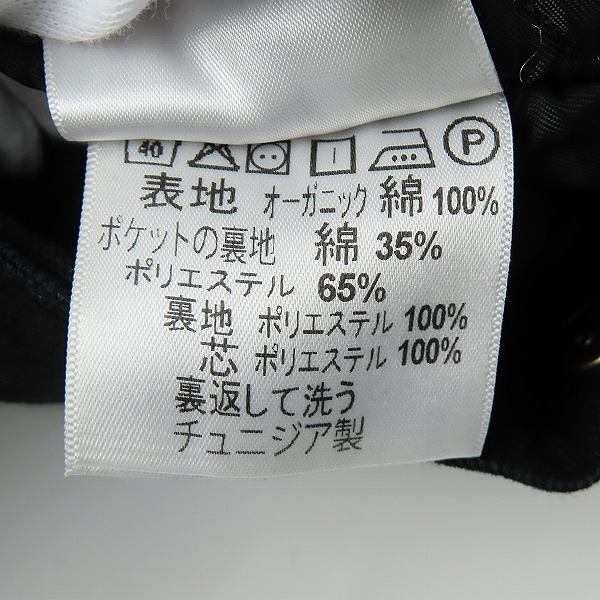 40 P
表地 オーガニック 綿 100%
ポケットの裏地 綿 35%
ポリエステル 65%
裏地 ポリエステル 100%
芯 ポリエステル 100%
裏返して洗う
チュニジア製